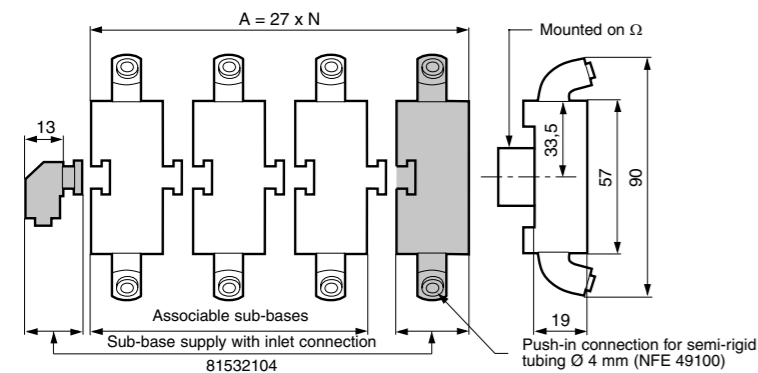 A = 27 x N
Mounted on Ω
13
33,5
57
90
19
Associable sub-bases
Sub-base supply with inlet connection
81532104
Push-in connection for semi-rigid
tubing Ø 4 mm (NFE 49100)